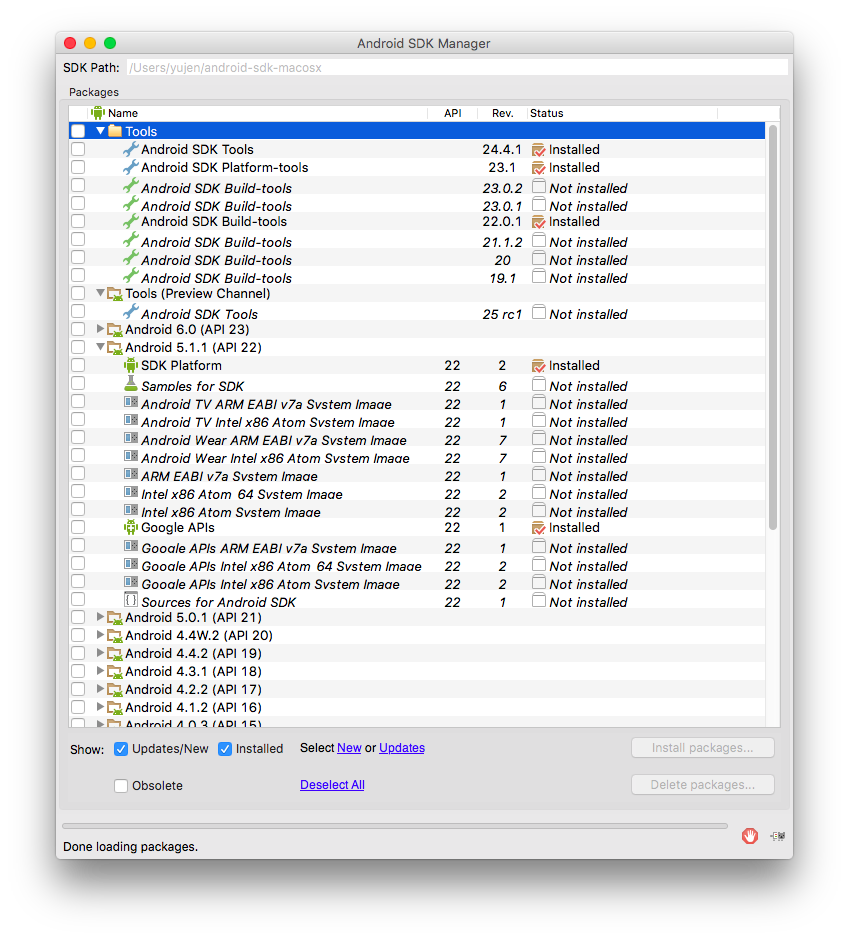 Android SDK Manager
SDK Path: /Users/yujen/android-sdk-macosx
Packages
Name API Rev. Status
Tools
Android SDK Tools 24.4.1 Installed
Android SDK Platform-tools 23.1 Installed
Android SDK Build-tools 23.0.2 Not installed
Android SDK Build-tools 23.0.1 Not installed
Android SDK Build-tools 22.0.1 Installed
Android SDK Build-tools 21.1.2 Not installed
Android SDK Build-tools 20 Not installed
Android SDK Build-tools 19.1 Not installed
Tools (Preview Channel)
Android SDK Tools 25 rc1 Not installed
Android 6.0 (API 23)
Android 5.1.1 (API 22)
SDK Platform 22 2 Installed
Samples for SDK 22 6 Not installed
Android TV ARM EABI v7a System Image 22 1 Not installed
Android TV Intel x86 Atom System Image 22 1 Not installed
Android Wear ARM EABI v7a System Image 22 7 Not installed
Android Wear Intel x86 Atom System Image 22 7 Not installed
ARM EABI v7a System Image 22 1 Not installed
Intel x86 Atom_64 System Image 22 2 Not installed
Intel x86 Atom System Image 22 2 Not installed
Google APIs 22 1 Installed
Google APIs ARM EABI v7a System Image 22 1 Not installed
Google APIs Intel x86 Atom_64 System Image 22 2 Not installed
Google APIs Intel x86 Atom System Image 22 2 Not installed
Sources for Android SDK 22 1 Not installed
Android 5.0.1 (API 21)
Android 4.4W.2 (API 20)
Android 4.4.2 (API 19)
Android 4.3.1 (API 18)
Android 4.2.2 (API 17)
Android 4.1.2 (API 16)
Android 4.0.3 (API 15)
Show: Updates/New Installed Select New or Updates Install packages...
Obsolete Deselect All Delete packages...
Done loading packages.